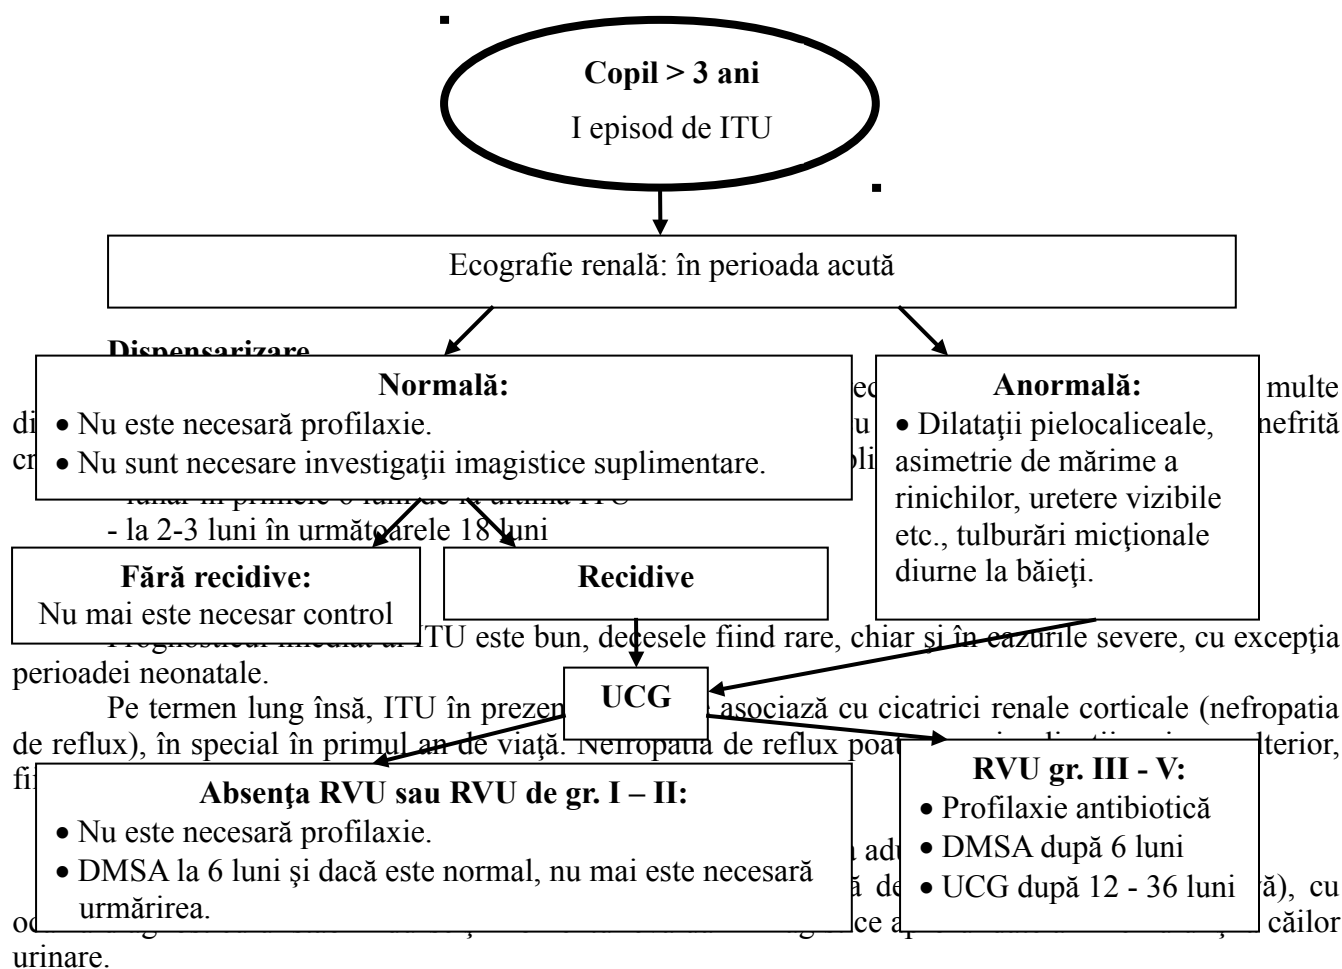 Copil > 3 ani
I episod de ITU
Ecografie renală: în perioada acută
Dispensarizare
Normală:
• Nu este necesară profilaxie.
• Nu sunt necesare investigaţii imagistice suplimentare.
Anormală:
• Dilataţii pielocaliceale,
asimetrie de mărime a
rinichilor, uretere vizibile
etc., tulburări micţionale
diurne la băieţi.
multe
nefrită
- la 2-3 luni în următoarele 18 luni
Fără recidive:
Nu mai este necesar control
Recidive
Prognosticul imediat al ITU este bun, decesele fiind rare, chiar şi în cazurile severe, cu excepţia
perioadei neonatale.
UCG
Pe termen lung însă, ITU în asociază cu cicatrici renale corticale (nefropatia
de reflux), în special în primul an de viaţă. Nefropatia de reflux
Absenţa RVU sau RVU de gr. I – II:
• Nu este necesară profilaxie.
• DMSA la 6 luni şi dacă este normal, nu mai este necesară
urmărirea.
RVU gr. III - V:
• Profilaxie antibiotică
• DMSA după 6 luni
• UCG după 12 - 36 luni
cu
căilor
urinare.